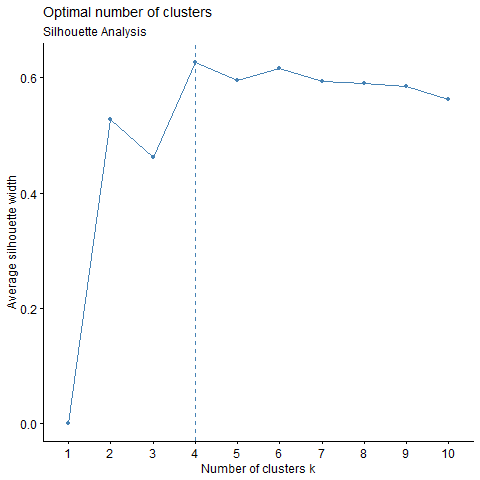 Optimal number of clusters
Silhouette Analysis
0.6
0.4
0.2
0.0
Average silhouette width
1 2 3 4 5 6 7 8 9 10
Number of clusters k